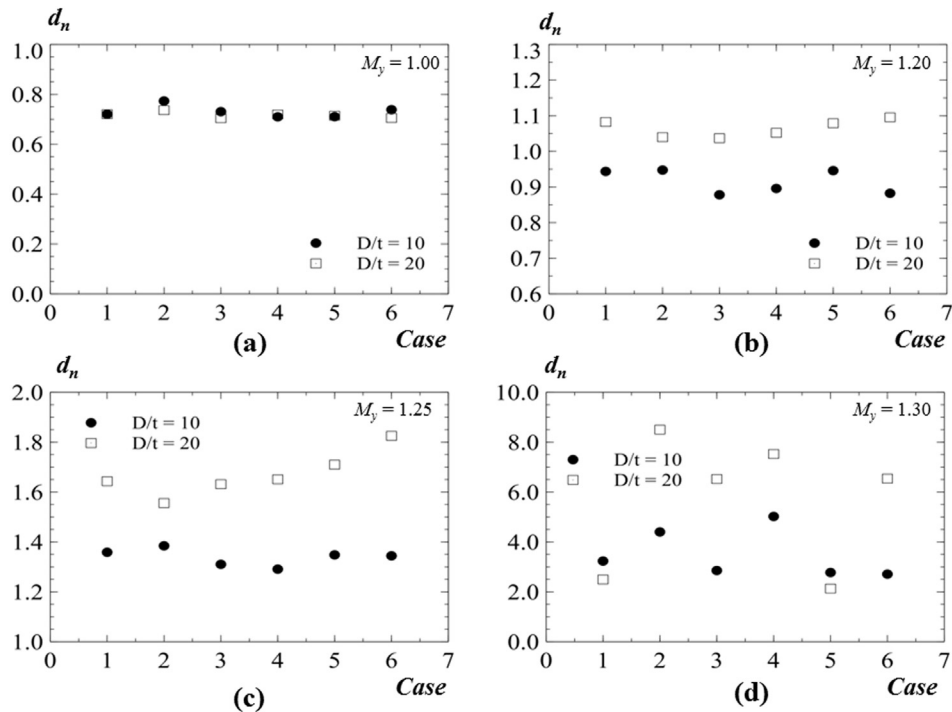 d_n
M_y = 1.00
1.0
0.8
0.6
0.4
0.2
0.0
D/t = 10
D/t = 20
0 1 2 3 4 5 6 7
(a)
Case
d_n
M_y = 1.20
1.3
1.2
1.1
1.0
0.9
0.8
0.7
0.6
D/t = 10
D/t = 20
0 1 2 3 4 5 6 7
(b)
Case
d_n
M_y = 1.25
2.0
1.8
1.6
1.4
1.2
1.0
D/t = 10
D/t = 20
0 1 2 3 4 5 6 7
(c)
Case
d_n
M_y = 1.30
10.0
8.0
6.0
4.0
2.0
0.0
D/t = 10
D/t = 20
0 1 2 3 4 5 6 7
(d)
Case